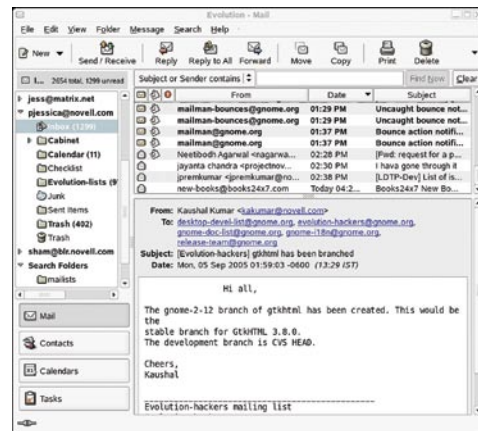 Evolution - Mail
File Edit View Folder Message Search Help
New Send / Receive Reply Reply to All Forward Move Copy Print Delete
I... 2654 total, 1299 unread
Subject or Sender contains Find Now Clear
From Date Subject
jess@matrix.net
pjessica@novell.com
Inbox (1299)
Cabinet
Calendar (11)
Checklist
Evolution-lists (9
Junk
Sent Items
Trash (402)
Trash
sham@blr.novell.com
Search Folders
mailists
mailman-bounces@gnome.org 01:29 PM Uncaught bounce not...
mailman-bounces@gnome.org 01:29 PM Uncaught bounce not...
mailman@gnome.org 01:37 PM Bounce action notifi...
mailman@gnome.org 01:37 PM Bounce action notifi...
Neetibodh Agarwal <nagarwa... 02:28 PM [Fwd: request for a p...
jayanta chandra <projectnov... 02:30 PM I hava gone through it
jpremkumar <jpremkumar@no... 02:38 PM [LDTP-Dev] List of is...
new-books@books24x7.com Today 04:2... Books24x7 New Bo...
From: Kaushal Kumar <kakumar@novell.com>
To: desktop-devel-list@gnome.org, evolution-hackers@gnome.org,
gnome-doc-list@gnome.org, gnome-i18n@gnome.org,
release-team@gnome.org
Subject: [Evolution-hackers] gtkhtml has been branched
Date: Mon, 05 Sep 2005 01:59:03 -0600 (13:29 IST)
Hi all,
The gnome-2-12 branch of gtkhtml has been created. This would be
the
stable branch for GtkHTML 3.8.0.
The development branch is CVS HEAD.
Cheers,
Kaushal
Evolution-hackers mailing list
Mail
Contacts
Calendars
Tasks